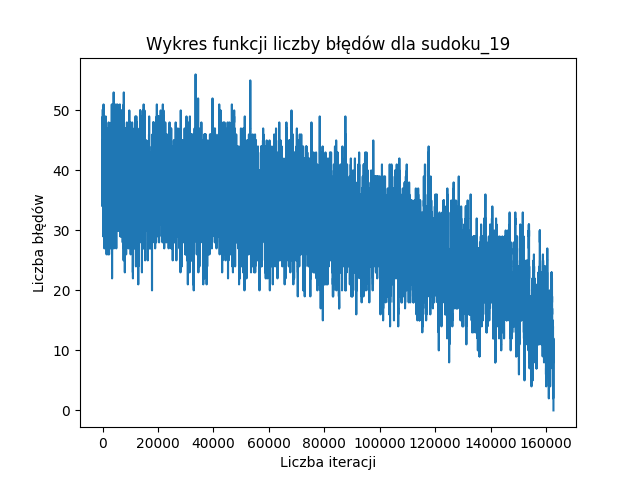 Wykres funkcji liczby błędów dla sudoku_19
Liczba błędów
50
40
30
20
10
0
0 20000 40000 60000 80000 100000 120000 140000 160000
Liczba iteracji